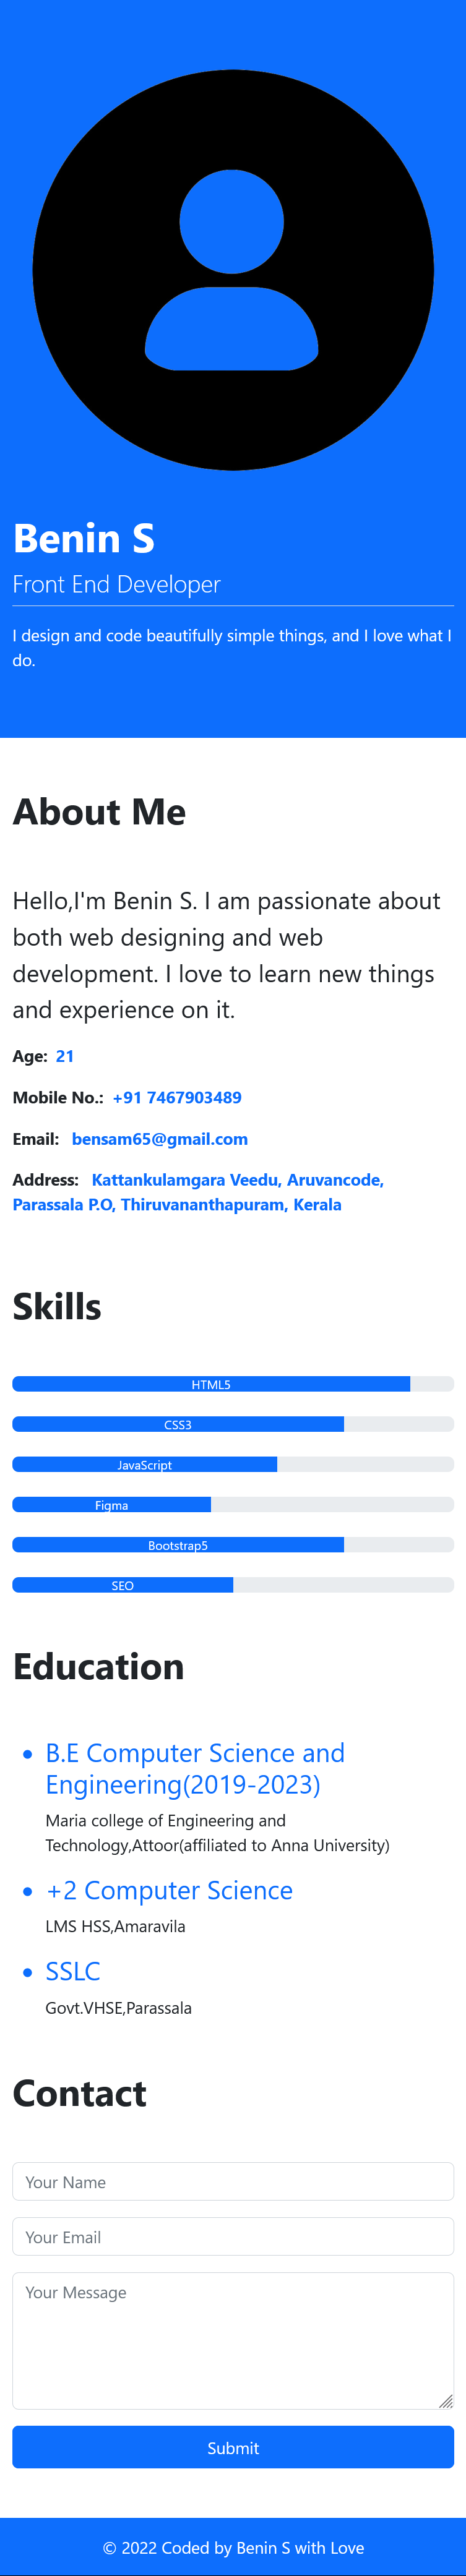 Benin S
Front End Developer
I design and code beautifully simple things, and I love what I
do.
About Me
Hello,I'm Benin S. I am passionate about
both web designing and web
development. I love to learn new things
and experience on it.
Age: 21
Mobile No.: +91 7467903489
Email: bensam65@gmail.com
Address: Kattankulamgara Veedu, Aruvancode,
Parassala P.O, Thiruvananthapuram, Kerala
Skills
HTML5
CSS3
JavaScript
Figma
Bootstrap5
SEO
Education
• B.E Computer Science and
Engineering(2019-2023)
Maria college of Engineering and
Technology,Attoor(affiliated to Anna University)
• +2 Computer Science
LMS HSS,Amaravila
• SSLC
Govt.VHSE,Parassala
Contact
Your Name
Your Email
Your Message
Submit
© 2022 Coded by Benin S with Love